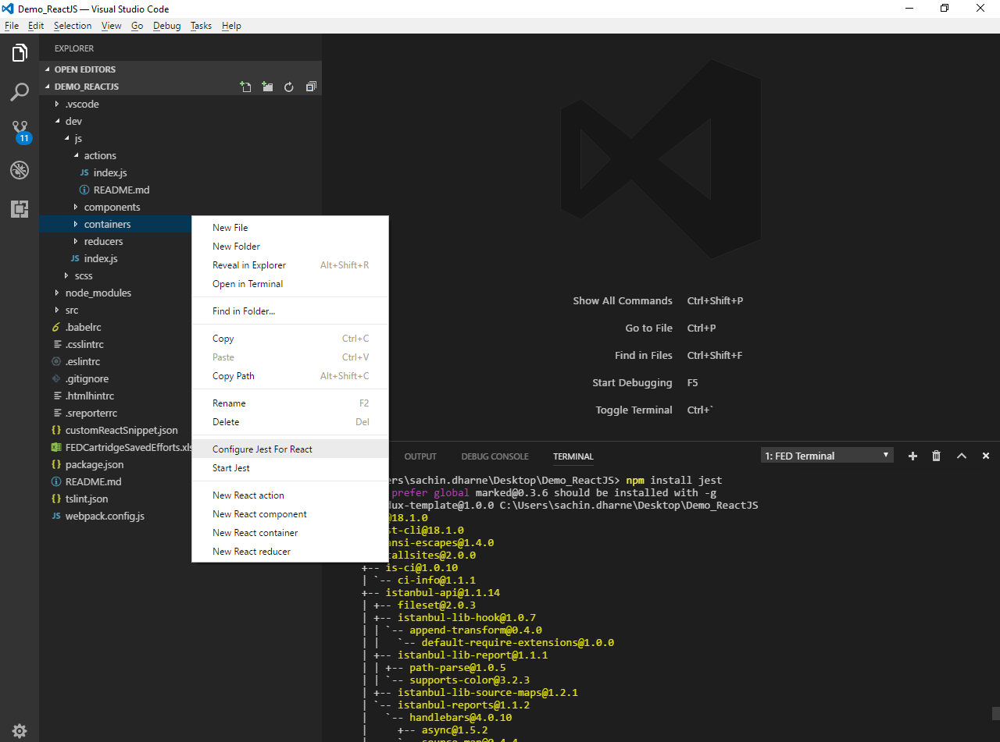 Demo_ReactJS — Visual Studio Code
File Edit Selection View Go Debug Tasks Help
EXPLORER
OPEN EDITORS
DEMO_REACTJS
.vscode
dev
js
actions
JS index.js
README.md
components
containers
reducers
JS index.js
scss
node_modules
src
.babelrc
.csslintrc
.eslintrc
.gitignore
.htmlhintrc
.sreporterrc
{} customReactSnippet.json
FEDCartridgeSavedEfforts.xls
{} package.json
README.md
{} tslint.json
JS webpack.config.js
11
New File
New Folder
Reveal in Explorer Alt+Shift+R
Open in Terminal
Find in Folder...
Copy Ctrl+C
Paste Ctrl+V
Copy Path Alt+Shift+C
Rename F2
Delete Del
Configure Jest For React
Start Jest
New React action
New React component
New React container
New React reducer
Show All Commands Ctrl+Shift+P
Go to File Ctrl+P
Find in Files Ctrl+Shift+F
Start Debugging F5
Toggle Terminal Ctrl+`
OUTPUT DEBUG CONSOLE TERMINAL 1: FED Terminal
ers\sachin.dharne\Desktop\Demo_ReactJS> npm install jest
prefer global marked@0.3.6 should be installed with -g
dux-template@1.0.0 C:\Users\sachin.dharne\Desktop\Demo_ReactJS
@18.1.0
st-cli@18.1.0
ansi-escapes@1.4.0
callsites@2.0.0
+-- is-ci@1.0.10
| `-- ci-info@1.1.1
+-- istanbul-api@1.1.14
| +-- fileset@2.0.3
| +-- istanbul-lib-hook@1.0.7
| | `-- append-transform@0.4.0
| |   `-- default-require-extensions@1.0.0
| +-- istanbul-lib-report@1.1.1
| | +-- path-parse@1.0.5
| | `-- supports-color@3.2.3
| +-- istanbul-lib-source-maps@1.2.1
| `-- istanbul-reports@1.1.2
|   `-- handlebars@4.0.10
|     +-- async@1.5.2
|     `-- source-map@0.4.4